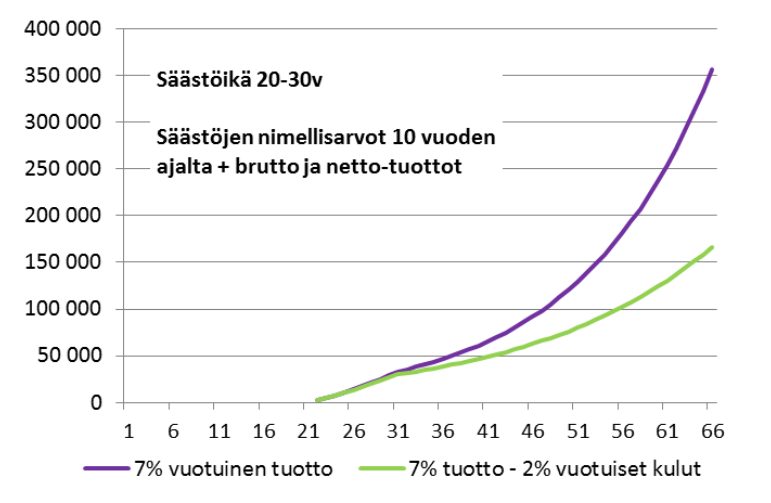 400 000
350 000
300 000
250 000
200 000
150 000
100 000
50 000
0
Säästöikä 20-30v
Säästöjen nimellisarvot 10 vuoden
ajalta + brutto ja netto-tuottot
1 6 11 16 21 26 31 36 41 46 51 56 61 66
7% vuotuinen tuotto 7% tuotto - 2% vuotuiset kulut